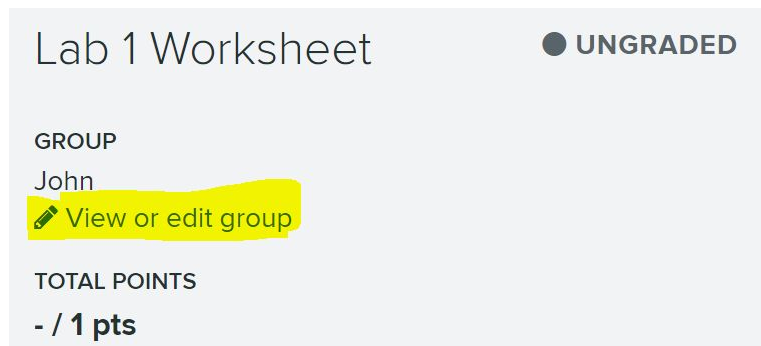 Lab 1 Worksheet
UNGRADED
GROUP
John
View or edit group
TOTAL POINTS
- / 1 pts